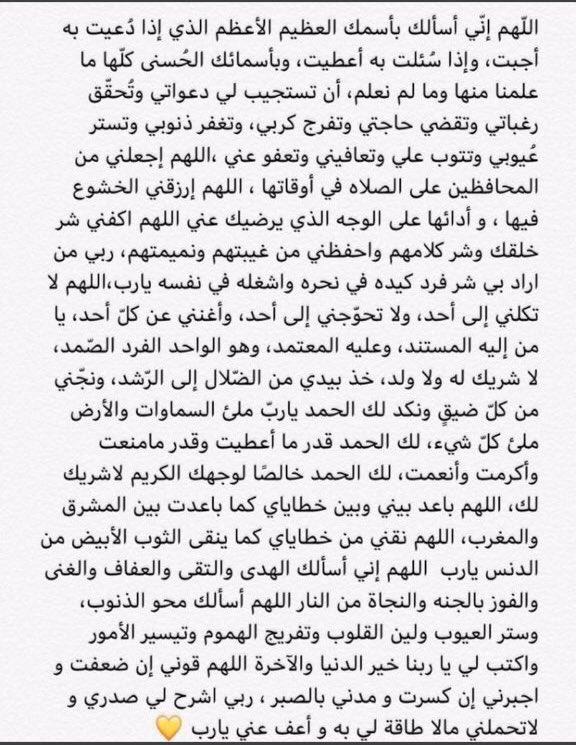 اللّهم إنّي أسألك بأسمك العظيم الأعظم الذي إذا دُعيت به
أجبت، وإذا سُئلت به أعطيت، وبأسمائك الحُسنى كلّها ما
علمنا منها وما لم نعلم، أن تستجيب لي دعواتي وتُحقّق
رغباتي وتقضي حاجتي وتفرج كربي، وتغفر ذنوبي وتستر
عُيوبي وتتوب علي وتعافيني وتعفو عني ،اللهم إجعلني من
المحافظين على الصلاه في أوقاتها ، اللهم إرزقني الخشوع
فيها ، و أدائها على الوجه الذي يرضيك عني اللهم اكفني شر
خلقك وشر كلامهم واحفظني من غيبتهم ونميمتهم، ربي من
اراد بي شر فرد كيده في نحره واشغله في نفسه يارب،اللهم لا
تكلني إلى أحد، ولا تحوّجني إلى أحد، وأغنني عن كلّ أحد، يا
من إليه المستند، وعليه المعتمد، وهو الواحد الفرد الصّمد،
لا شريك له ولا ولد، خذ بيدي من الضّلال إلى الرّشد، ونجّني
من كلّ ضيقٍ ونكد لك الحمد ياربّ ملئ السماوات والأرض
ملئ كلّ شيء، لك الحمد قدر ما أعطيت وقدر مامنعت
وأكرمت وأنعمت، لك الحمد خالصًا لوجهك الكريم لاشريك
لك، اللهم باعد بيني وبين خطاياي كما باعدت بين المشرق
والمغرب، اللهم نقني من خطاياي كما ينقى الثوب الأبيض من
الدنس يارب اللهم إني أسألك الهدى والتقى والعفاف والغنى
والفوز بالجنه والنجاة من النار اللهم أسألك محو الذنوب،
وستر العيوب ولين القلوب وتفريج الهموم وتيسير الأمور
واكتب لي يا ربنا خير الدنيا والآخرة اللهم قوني إن ضعفت و
اجبرني إن كسرت و مدني بالصبر ، ربي اشرح لي صدري و
لاتحملني مالا طاقة لي به و أعف عني يارب 💛